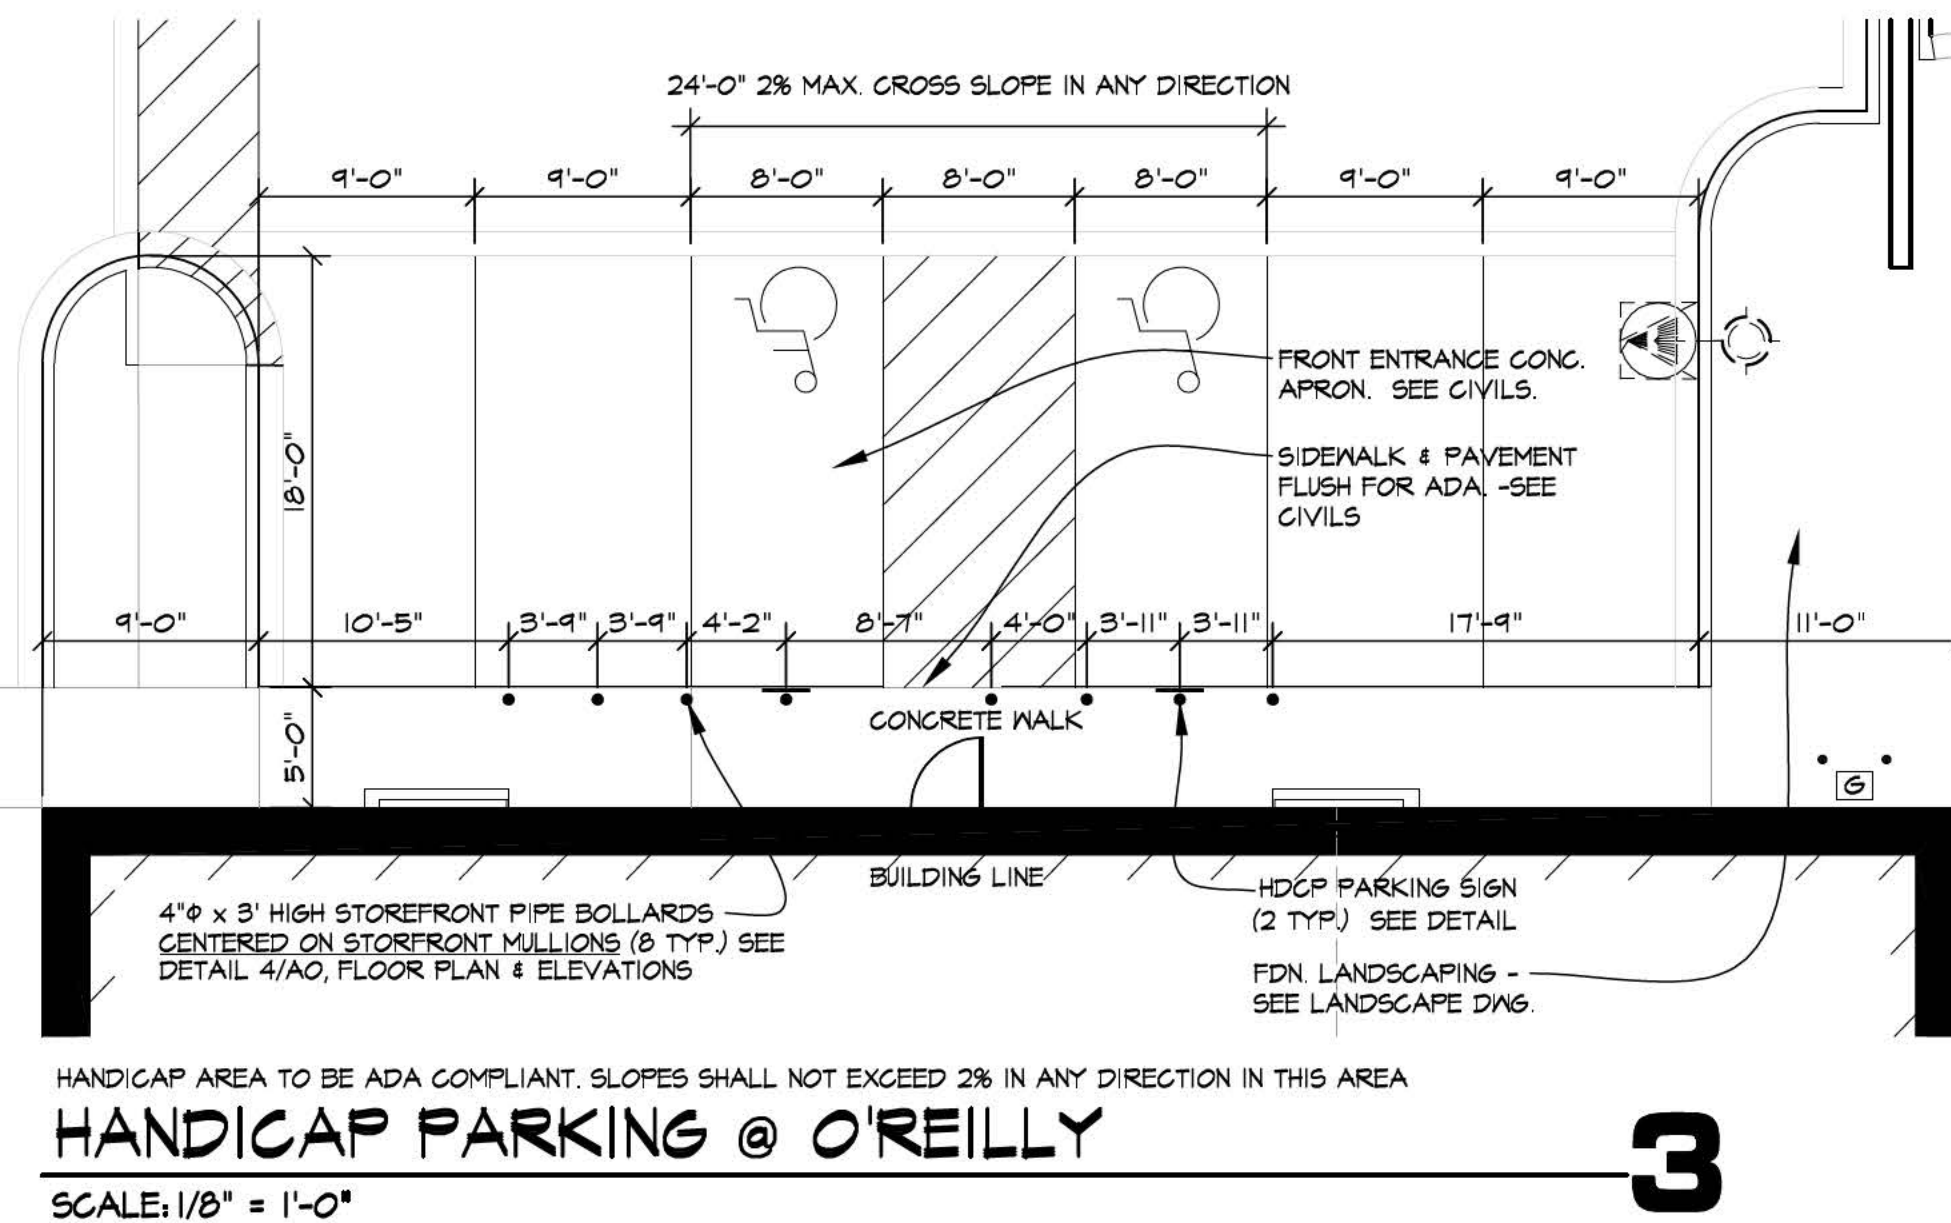 24'-0" 2% MAX. CROSS SLOPE IN ANY DIRECTION
9'-0" 9'-0" 8'-0" 8'-0" 8'-0" 9'-0" 9'-0"
FRONT ENTRANCE CONC.
APRON. SEE CIVILS.
18'-0"
SIDEWALK & PAVEMENT
FLUSH FOR ADA. -SEE
CIVILS
9'-0" 10'-5" 3'-9" 3'-9" 4'-2" 8'-7" 4'-0" 3'-11" 3'-11" 17'-9" 11'-0"
5'-0"
CONCRETE WALK
G
BUILDING LINE
4"Φ x 3' HIGH STOREFRONT PIPE BOLLARDS
CENTERED ON STORFRONT MULLIONS (8 TYP.) SEE
DETAIL 4/A0, FLOOR PLAN & ELEVATIONS
HDCP PARKING SIGN
(2 TYP.) SEE DETAIL
FDN. LANDSCAPING -
SEE LANDSCAPE DWG.
HANDICAP AREA TO BE ADA COMPLIANT. SLOPES SHALL NOT EXCEED 2% IN ANY DIRECTION IN THIS AREA
HANDICAP PARKING @ O'REILLY
3
SCALE: 1/8" = 1'-0"